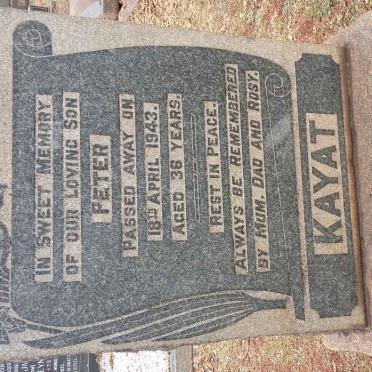 IN SWEET MEMORY
OF OUR LOVING SON
PETER
PASSED AWAY ON
18TH APRIL 1943.
AGED 36 YEARS.
REST IN PEACE.
ALWAYS BE REMEMBERED
BY MUM, DAD AND ROSY.
KAYAT